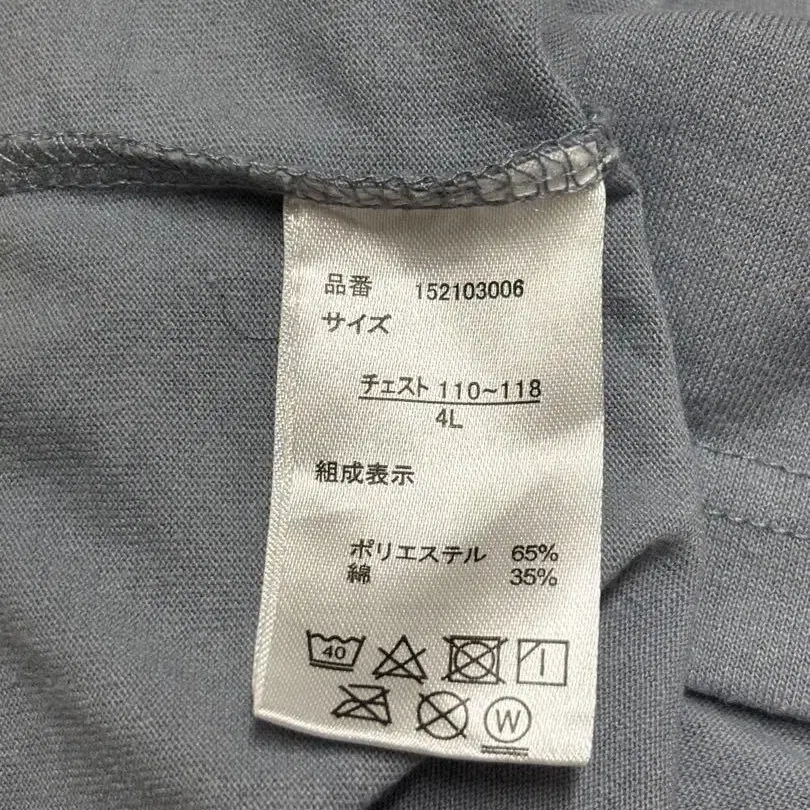 品番 152103006
サイズ
チェスト 110~118
4L
組成表示
ポリエステル 65%
綿 35%
40
W